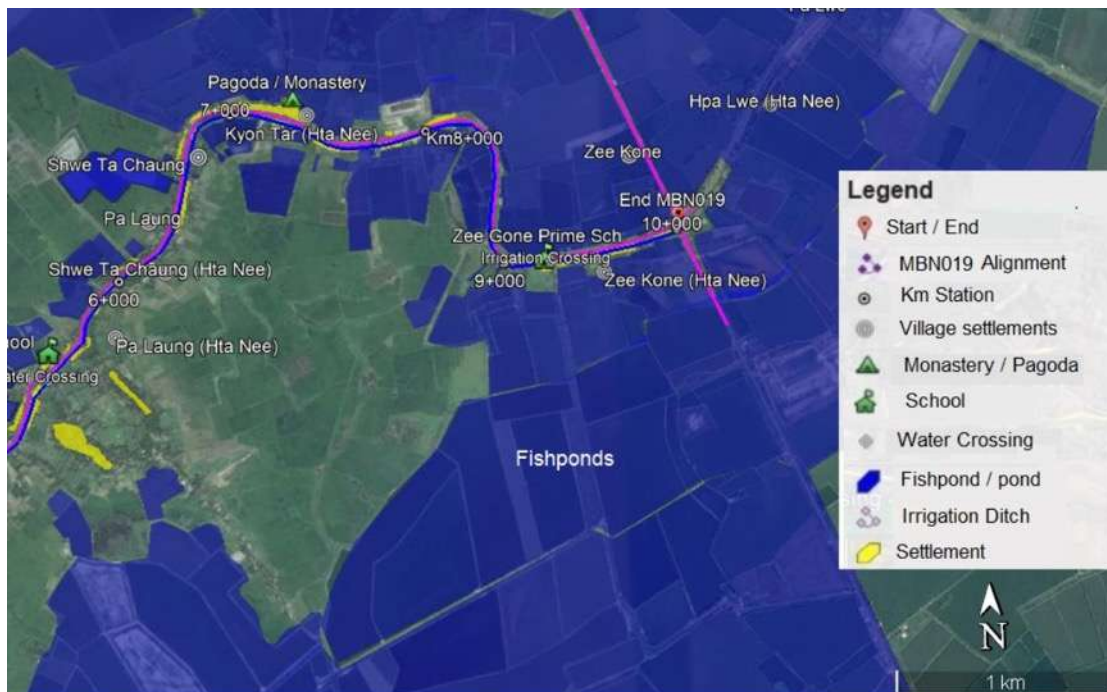 Pa Lwe
Pagoda / Monastery
7+000
Hpa Lwe (Hta Nee)
Kyon Tar (Hta Nee)
Km8+000
Shwe Ta Chaung
Zee Kone
Pa Laung
End MBN019
10+000
Zee Gone Prime Sch
Irrigation Crossing
9+000
Zee Kone (Hta Nee)
Shwe Ta Chaung (Hta Nee)
6+000
Pa Laung (Hta Nee)
ool
ater Crossing
Fishponds
Legend
Start / End
MBN019 Alignment
Km Station
Village settlements
Monastery / Pagoda
School
Water Crossing
Fishpond / pond
Irrigation Ditch
Settlement
N
1 km